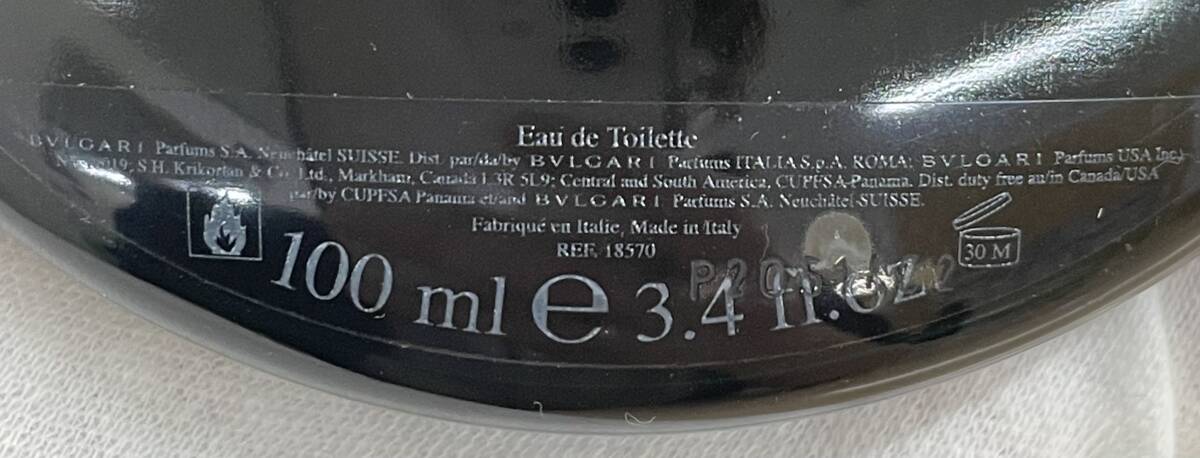 Eau de Toilette
BVLGARI Parfums S.A. Neuchâtel SUISSE. Dist. par/da/by BVLGARI Parfums ITALIA S.p.A. ROMA; BVLGARI Parfums USA Inc.
S.H. Krikorian & Co. Ltd., Markham, Canada L3R 5L9; Central and South America, CUPFSA-Panama. Dist. duty free au/in Canada/USA
par/by CUPFSA Panama et/and BVLGARI Parfums S.A. Neuchâtel-SUISSE.
Fabriqué en Italie, Made in Italy
REF. 18570
30 M
100 ml e 3.4 fl.oz